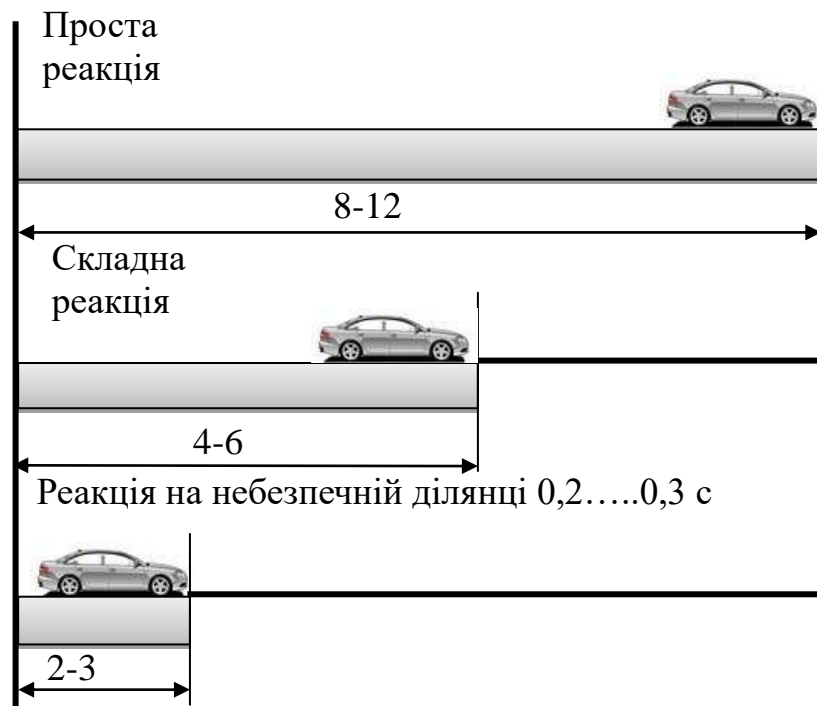 Проста
реакція
8-12
Складна
реакція
4-6
Реакція на небезпечній ділянці 0,2…..0,3 с
2-3